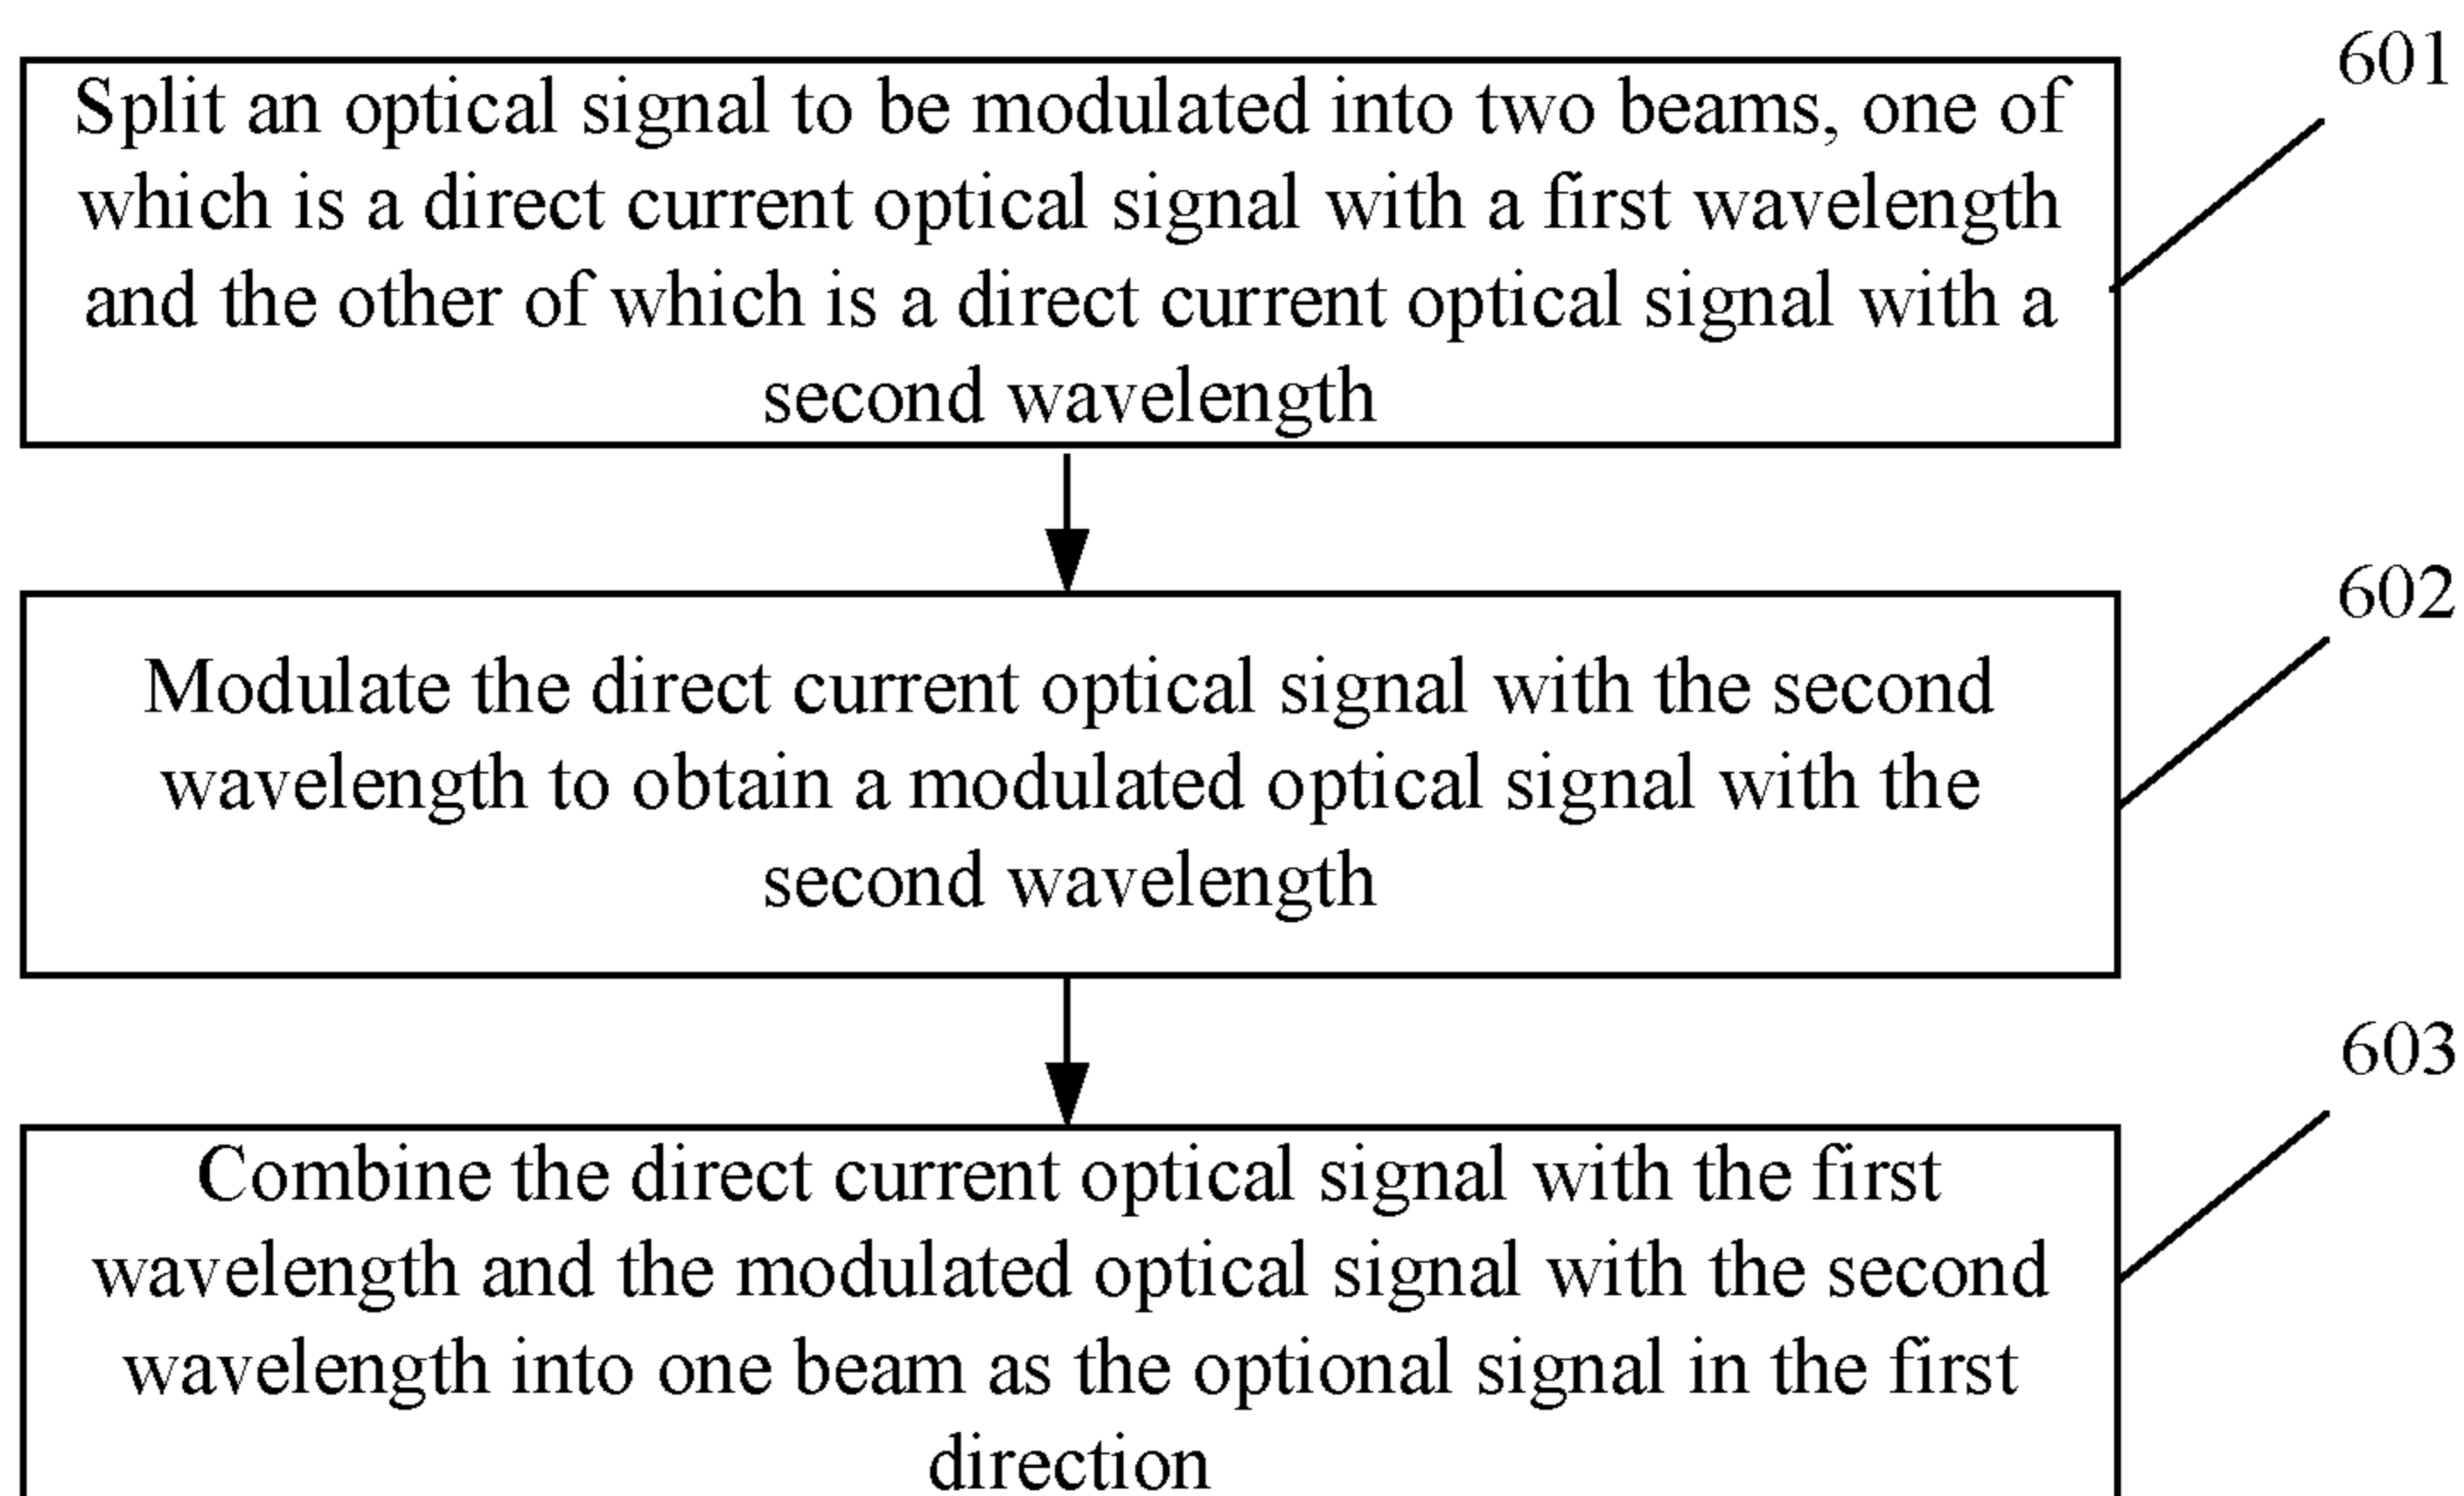 601
Split an optical signal to be modulated into two beams, one of
which is a direct current optical signal with a first wavelength
and the other of which is a direct current optical signal with a
second wavelength
602
Modulate the direct current optical signal with the second
wavelength to obtain a modulated optical signal with the
second wavelength
603
Combine the direct current optical signal with the first
wavelength and the modulated optical signal with the second
wavelength into one beam as the optional signal in the first
direction